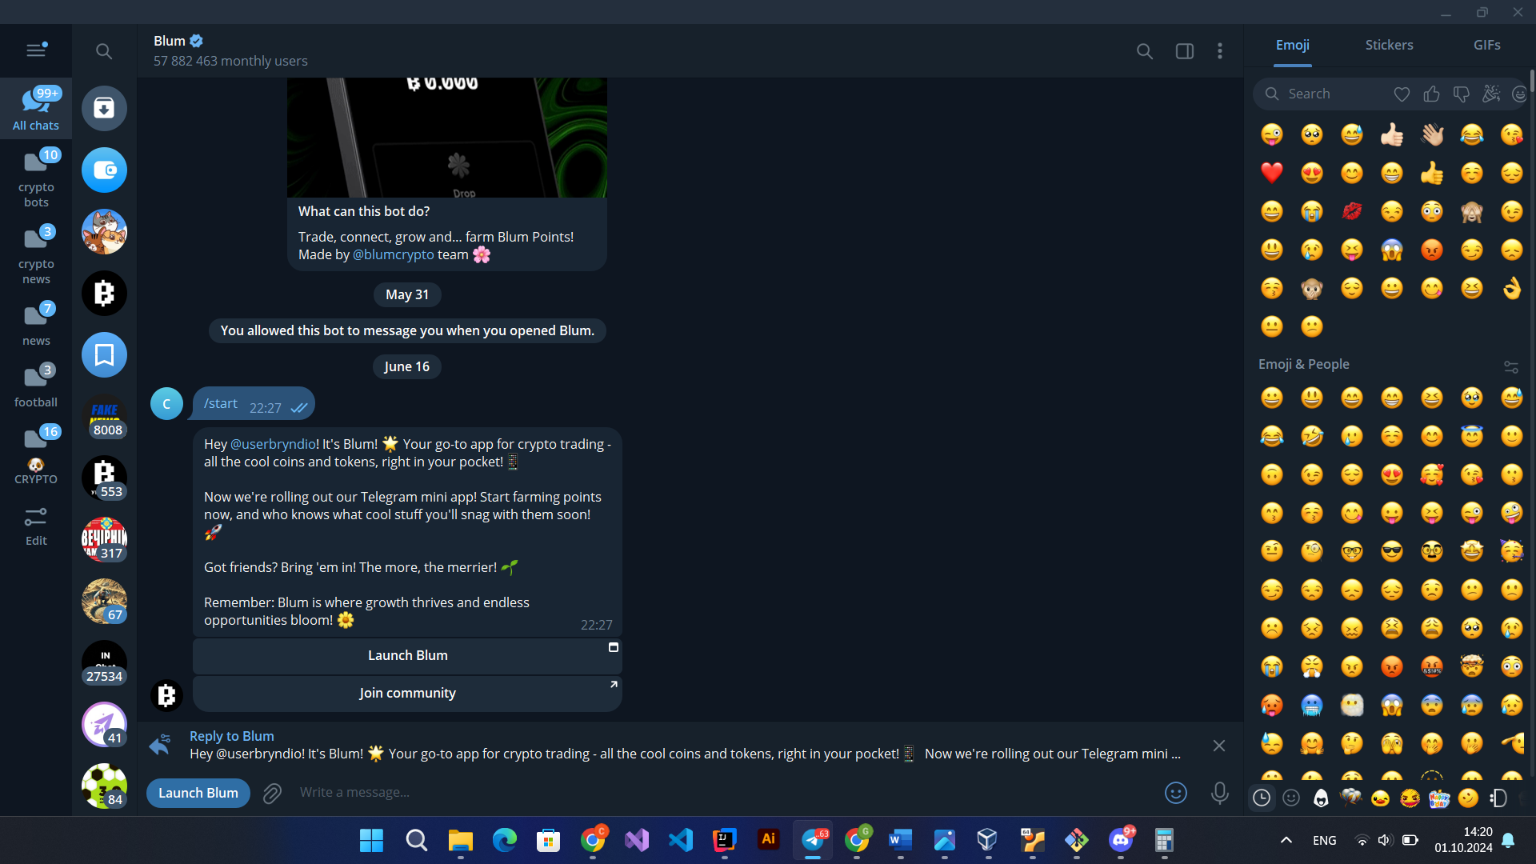 Blum
57 882 463 monthly users
Emoji
Stickers
GIFs
Search
99+
All chats
10
crypto
bots
3
crypto
news
7
news
3
football
16
CRYPTO
Edit
FAKE
8008
553
ВЕЧІРНІЙ
317
67
IN
27534
41
84
฿ 0.000
Drop
What can this bot do?
Trade, connect, grow and... farm Blum Points!
Made by @blumcrypto team
May 31
You allowed this bot to message you when you opened Blum.
June 16
C
/start 22:27
Hey @userbryndio! It's Blum! Your go-to app for crypto trading -
all the cool coins and tokens, right in your pocket!
Now we're rolling out our Telegram mini app! Start farming points
now, and who knows what cool stuff you'll snag with them soon!
Got friends? Bring 'em in! The more, the merrier!
Remember: Blum is where growth thrives and endless
opportunities bloom!
22:27
Launch Blum
Join community
Reply to Blum
Hey @userbryndio! It's Blum! Your go-to app for crypto trading - all the cool coins and tokens, right in your pocket! Now we're rolling out our Telegram mini ...
Launch Blum
Write a message...
Emoji & People
C
Ai
63
G
W
9+
ENG
14:20
01.10.2024